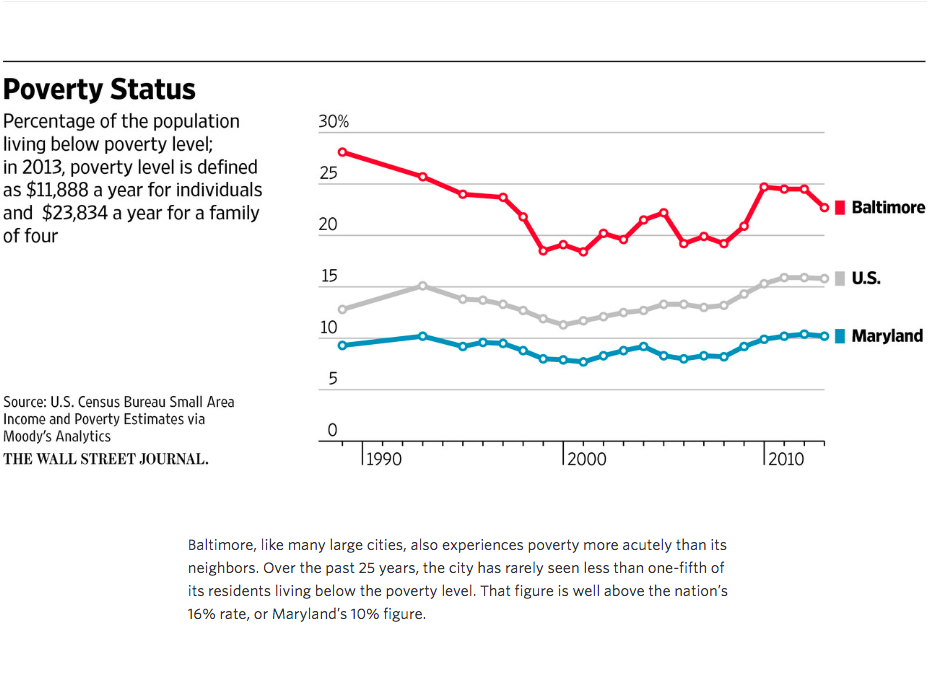 Poverty Status
Percentage of the population
living below poverty level;
in 2013, poverty level is defined
as $11,888 a year for individuals
and $23,834 a year for a family
of four
Source: U.S. Census Bureau Small Area
Income and Poverty Estimates via
Moody's Analytics
THE WALL STREET JOURNAL.
30%
25
20
15
10
5
0
1990 2000 2010
Baltimore
U.S.
Maryland
Baltimore, like many large cities, also experiences poverty more acutely than its
neighbors. Over the past 25 years, the city has rarely seen less than one-fifth of
its residents living below the poverty level. That figure is well above the nation's
16% rate, or Maryland's 10% figure.